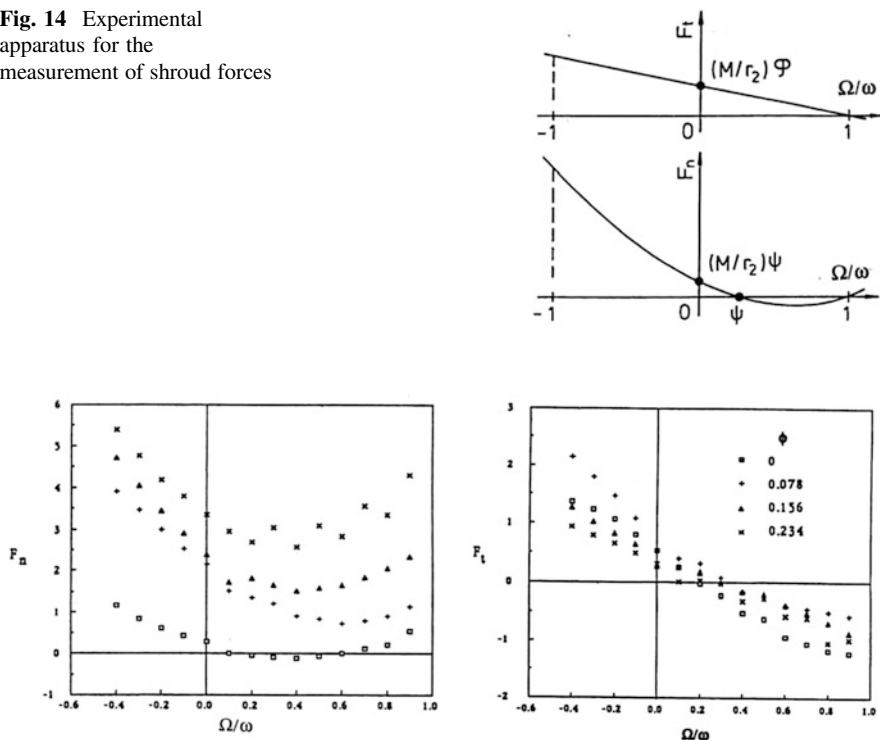 Fig. 14 Experimental
apparatus for the
measurement of shroud forces
Fₜ
(M/r₂) φ
Ω/ω
-1
0
1
Fₙ
(M/r₂) ψ
Ω/ω
-1
0
ψ
1
6
5
4
3
2
1
0
-1
Fₙ
-0.6
-0.4
-0.2
0.0
0.2
0.4
0.6
0.8
1.0
Ω/ω
3
2
1
0
-1
-2
Fₜ
ϕ
0
0.078
0.156
0.234
-0.6
-0.4
-0.2
0.0
0.2
0.4
0.6
0.8
1.0
Ω/ω